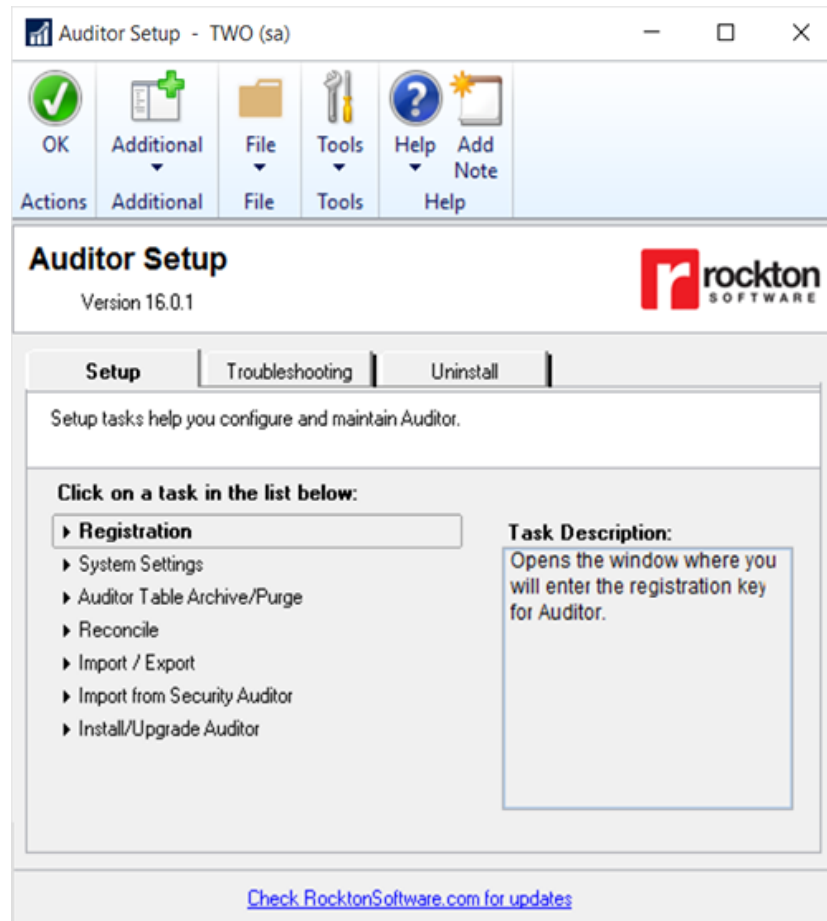 Auditor Setup - TWO (sa)
OK
Additional
File
Tools
Help
Add
Note
Actions
Additional
File
Tools
Help
Auditor Setup
Version 16.0.1
r rockton
SOFTWARE
Setup
Troubleshooting
Uninstall
Setup tasks help you configure and maintain Auditor.
Click on a task in the list below:
Registration
System Settings
Auditor Table Archive/Purge
Reconcile
Import / Export
Import from Security Auditor
Install/Upgrade Auditor
Task Description:
Opens the window where you
will enter the registration key
for Auditor.
Check RocktonSoftware.com for updates